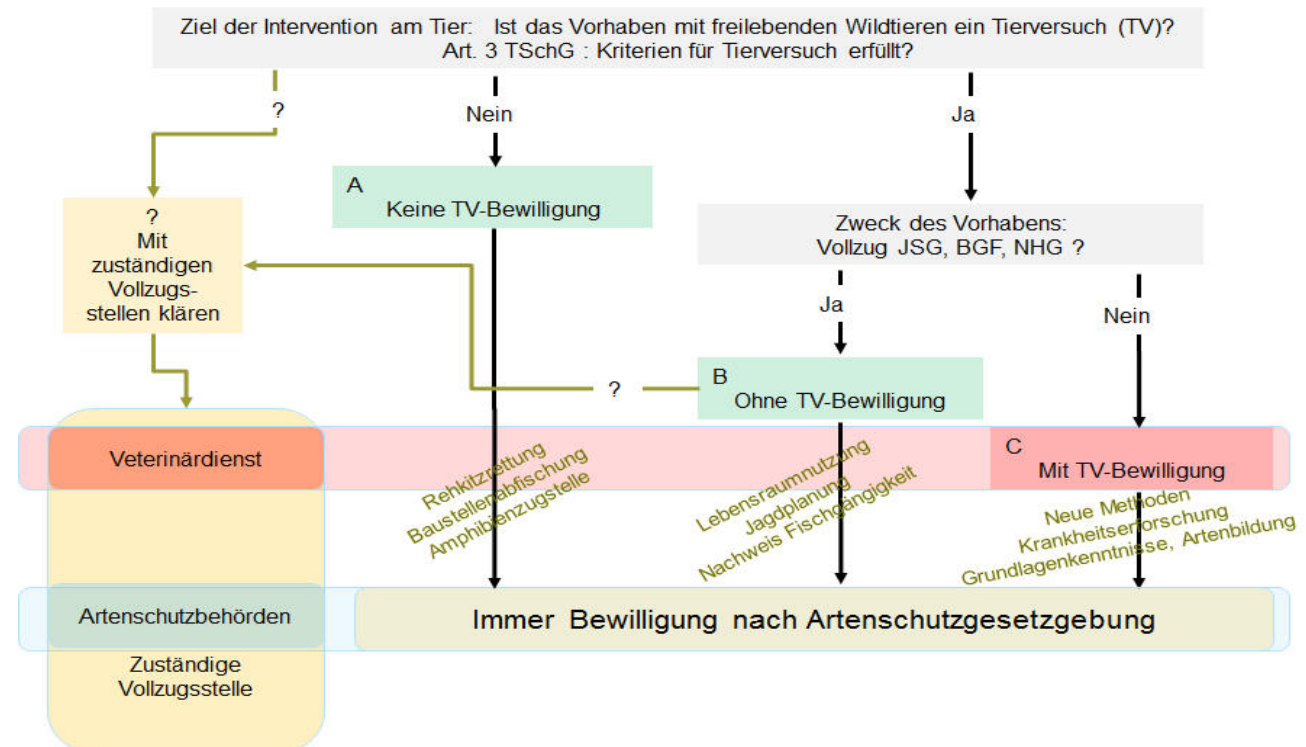 Ziel der Intervention am Tier: Ist das Vorhaben mit freilebenden Wildtieren ein Tierversuch (TV)?
Art. 3 TSchG : Kriterien für Tierversuch erfüllt?
?
Nein
Ja
A
Keine TV-Bewilligung
?
Mit
zuständigen
Vollzugs-
stellen klären
Zweck des Vorhabens:
Vollzug JSG, BGF, NHG ?
Ja
Nein
?
B
Ohne TV-Bewilligung
Veterinärdienst
C
Mit TV-Bewilligung
Rehkitzrettung
Baustellenabfischung
Amphibienzugstelle
Lebensraumnutzung
Jagdplanung
Nachweis Fischgängigkeit
Neue Methoden
Krankheitserforschung
Grundlagenkenntnisse, Artenbildung
Artenschutzbehörden
Immer Bewilligung nach Artenschutzgesetzgebung
Zuständige
Vollzugsstelle